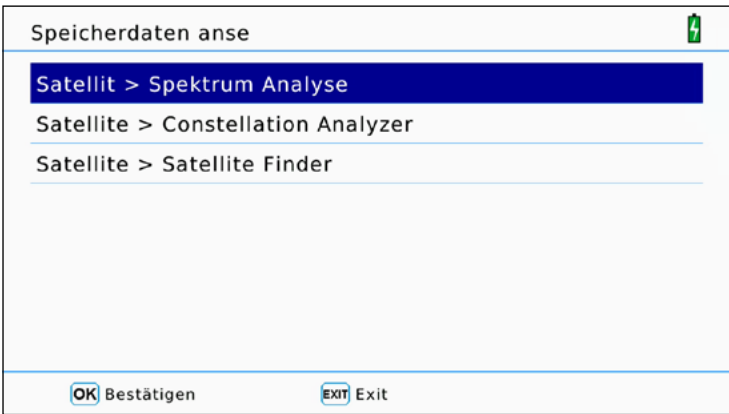 Speicherdaten anse
Satellit > Spektrum Analyse
Satellite > Constellation Analyzer
Satellite > Satellite Finder
OK Bestätigen EXIT Exit